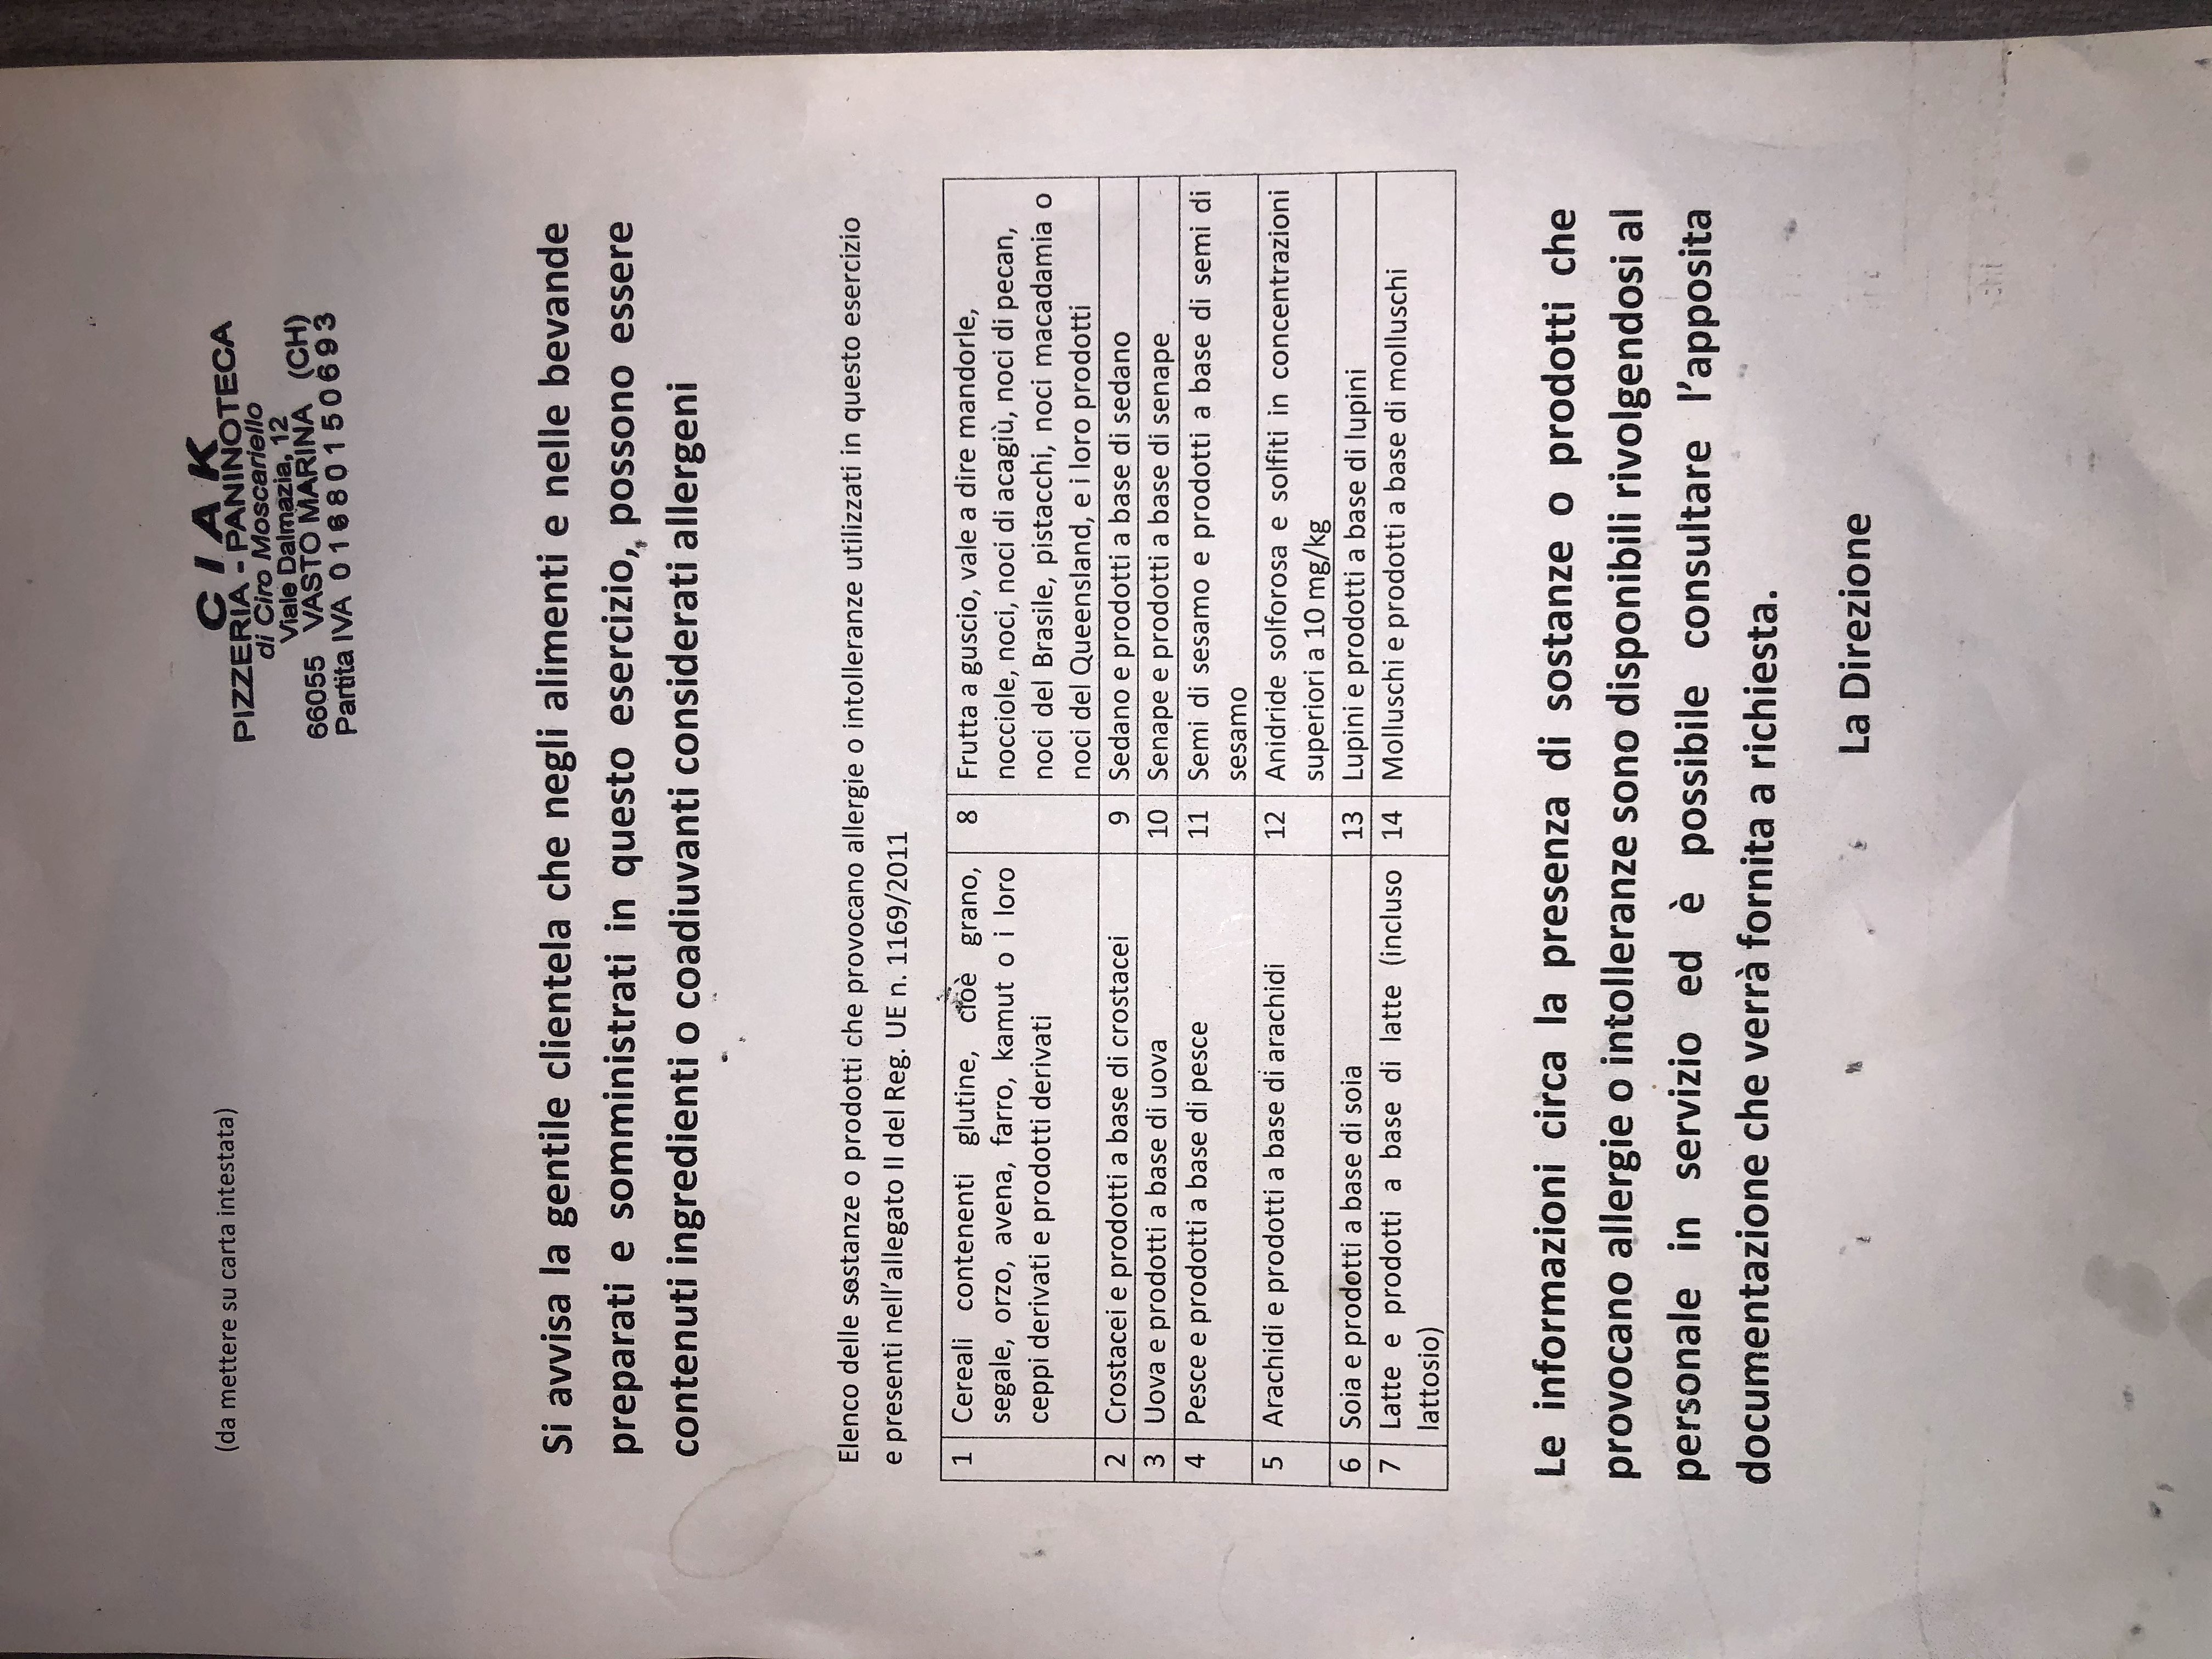 (da mettere su carta intestata)
CIAK
PIZZERIA - PANINOTECA
di Ciro Moscariello
Viale Dalmazia, 12
66055 VASTO MARINA (CH)
Partita IVA 01680150693
Si avvisa la gentile clientela che negli alimenti e nelle bevande
preparati e somministrati in questo esercizio, possono essere
contenuti ingredienti o coadiuvanti considerati allergeni
Elenco delle sostanze o prodotti che provocano allergie o intolleranze utilizzati in questo esercizio
e presenti nell'allegato II del Reg. UE n. 1169/2011
1 Cereali contenenti glutine, cioè grano,
segale, orzo, avena, farro, kamut o i loro
ceppi derivati e prodotti derivati
8 Frutta a guscio, vale a dire mandorle,
nocciole, noci, noci di acagiù, noci di pecan,
noci del Brasile, pistacchi, noci macadamia o
noci del Queensland, e i loro prodotti
2 Crostacei e prodotti a base di crostacei
9 Sedano e prodotti a base di sedano
3 Uova e prodotti a base di uova
10 Senape e prodotti a base di senape
4 Pesce e prodotti a base di pesce
11 Semi di sesamo e prodotti a base di semi di
sesamo
5 Arachidi e prodotti a base di arachidi
12 Anidride solforosa e solfiti in concentrazioni
superiori a 10 mg/kg
6 Soia e prodotti a base di soia
13 Lupini e prodotti a base di lupini
7 Latte e prodotti a base di latte (incluso
lattosio)
14 Molluschi e prodotti a base di molluschi
Le informazioni circa la presenza di sostanze o prodotti che
provocano allergie o intolleranze sono disponibili rivolgendosi al
personale in servizio ed è possibile consultare l'apposita
documentazione che verrà fornita a richiesta.
La Direzione